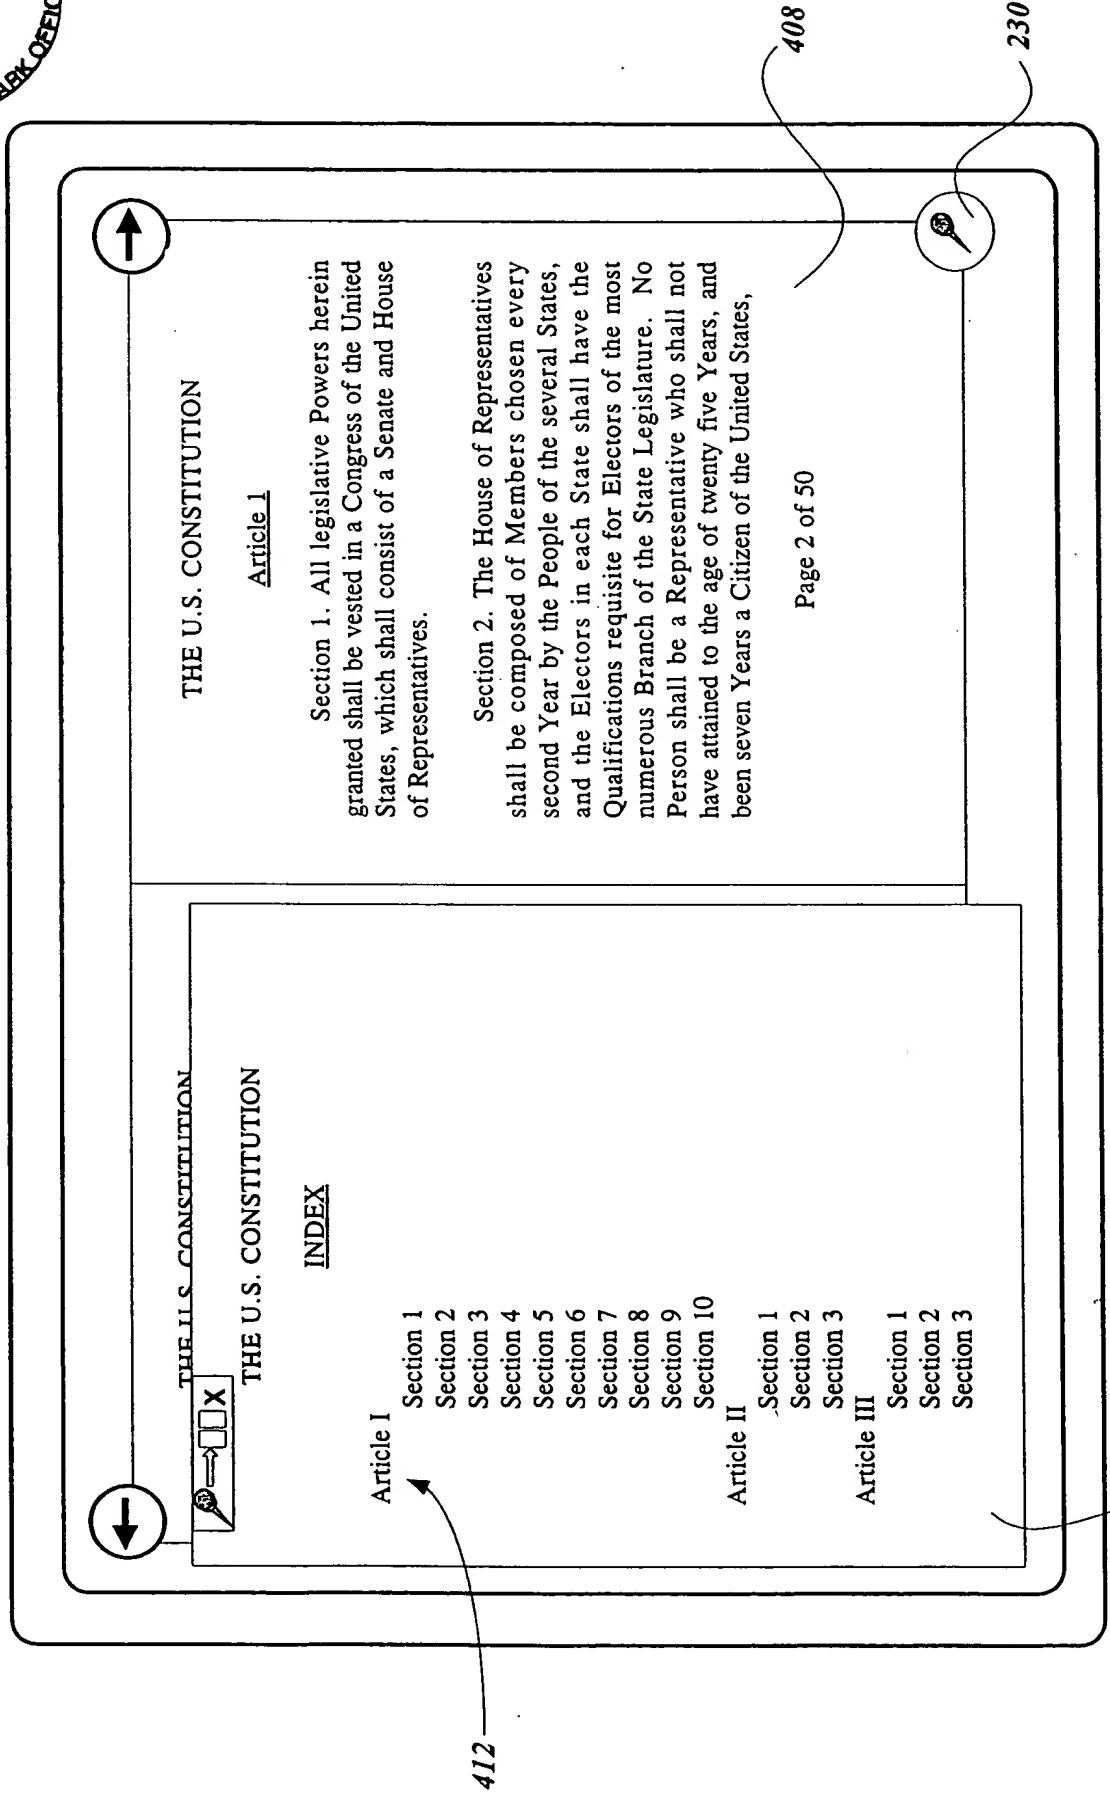 THE U.S. CONSTITUTION
THE U.S. CONSTITUTION
INDEX
Article I
Section 1
Section 2
Section 3
Section 4
Section 5
Section 6
Section 7
Section 8
Section 9
Section 10
Article II
Section 1
Section 2
Section 3
Article III
Section 1
Section 2
Section 3
X
412
THE U.S. CONSTITUTION
Article 1
Section 1. All legislative Powers herein
granted shall be vested in a Congress of the United
States, which shall consist of a Senate and House
of Representatives.
Section 2. The House of Representatives
shall be composed of Members chosen every
second Year by the People of the several States,
and the Electors in each State shall have the
Qualifications requisite for Electors of the most
numerous Branch of the State Legislature. No
Person shall be a Representative who shall not
have attained to the age of twenty five Years, and
been seven Years a Citizen of the United States,
Page 2 of 50
408
230